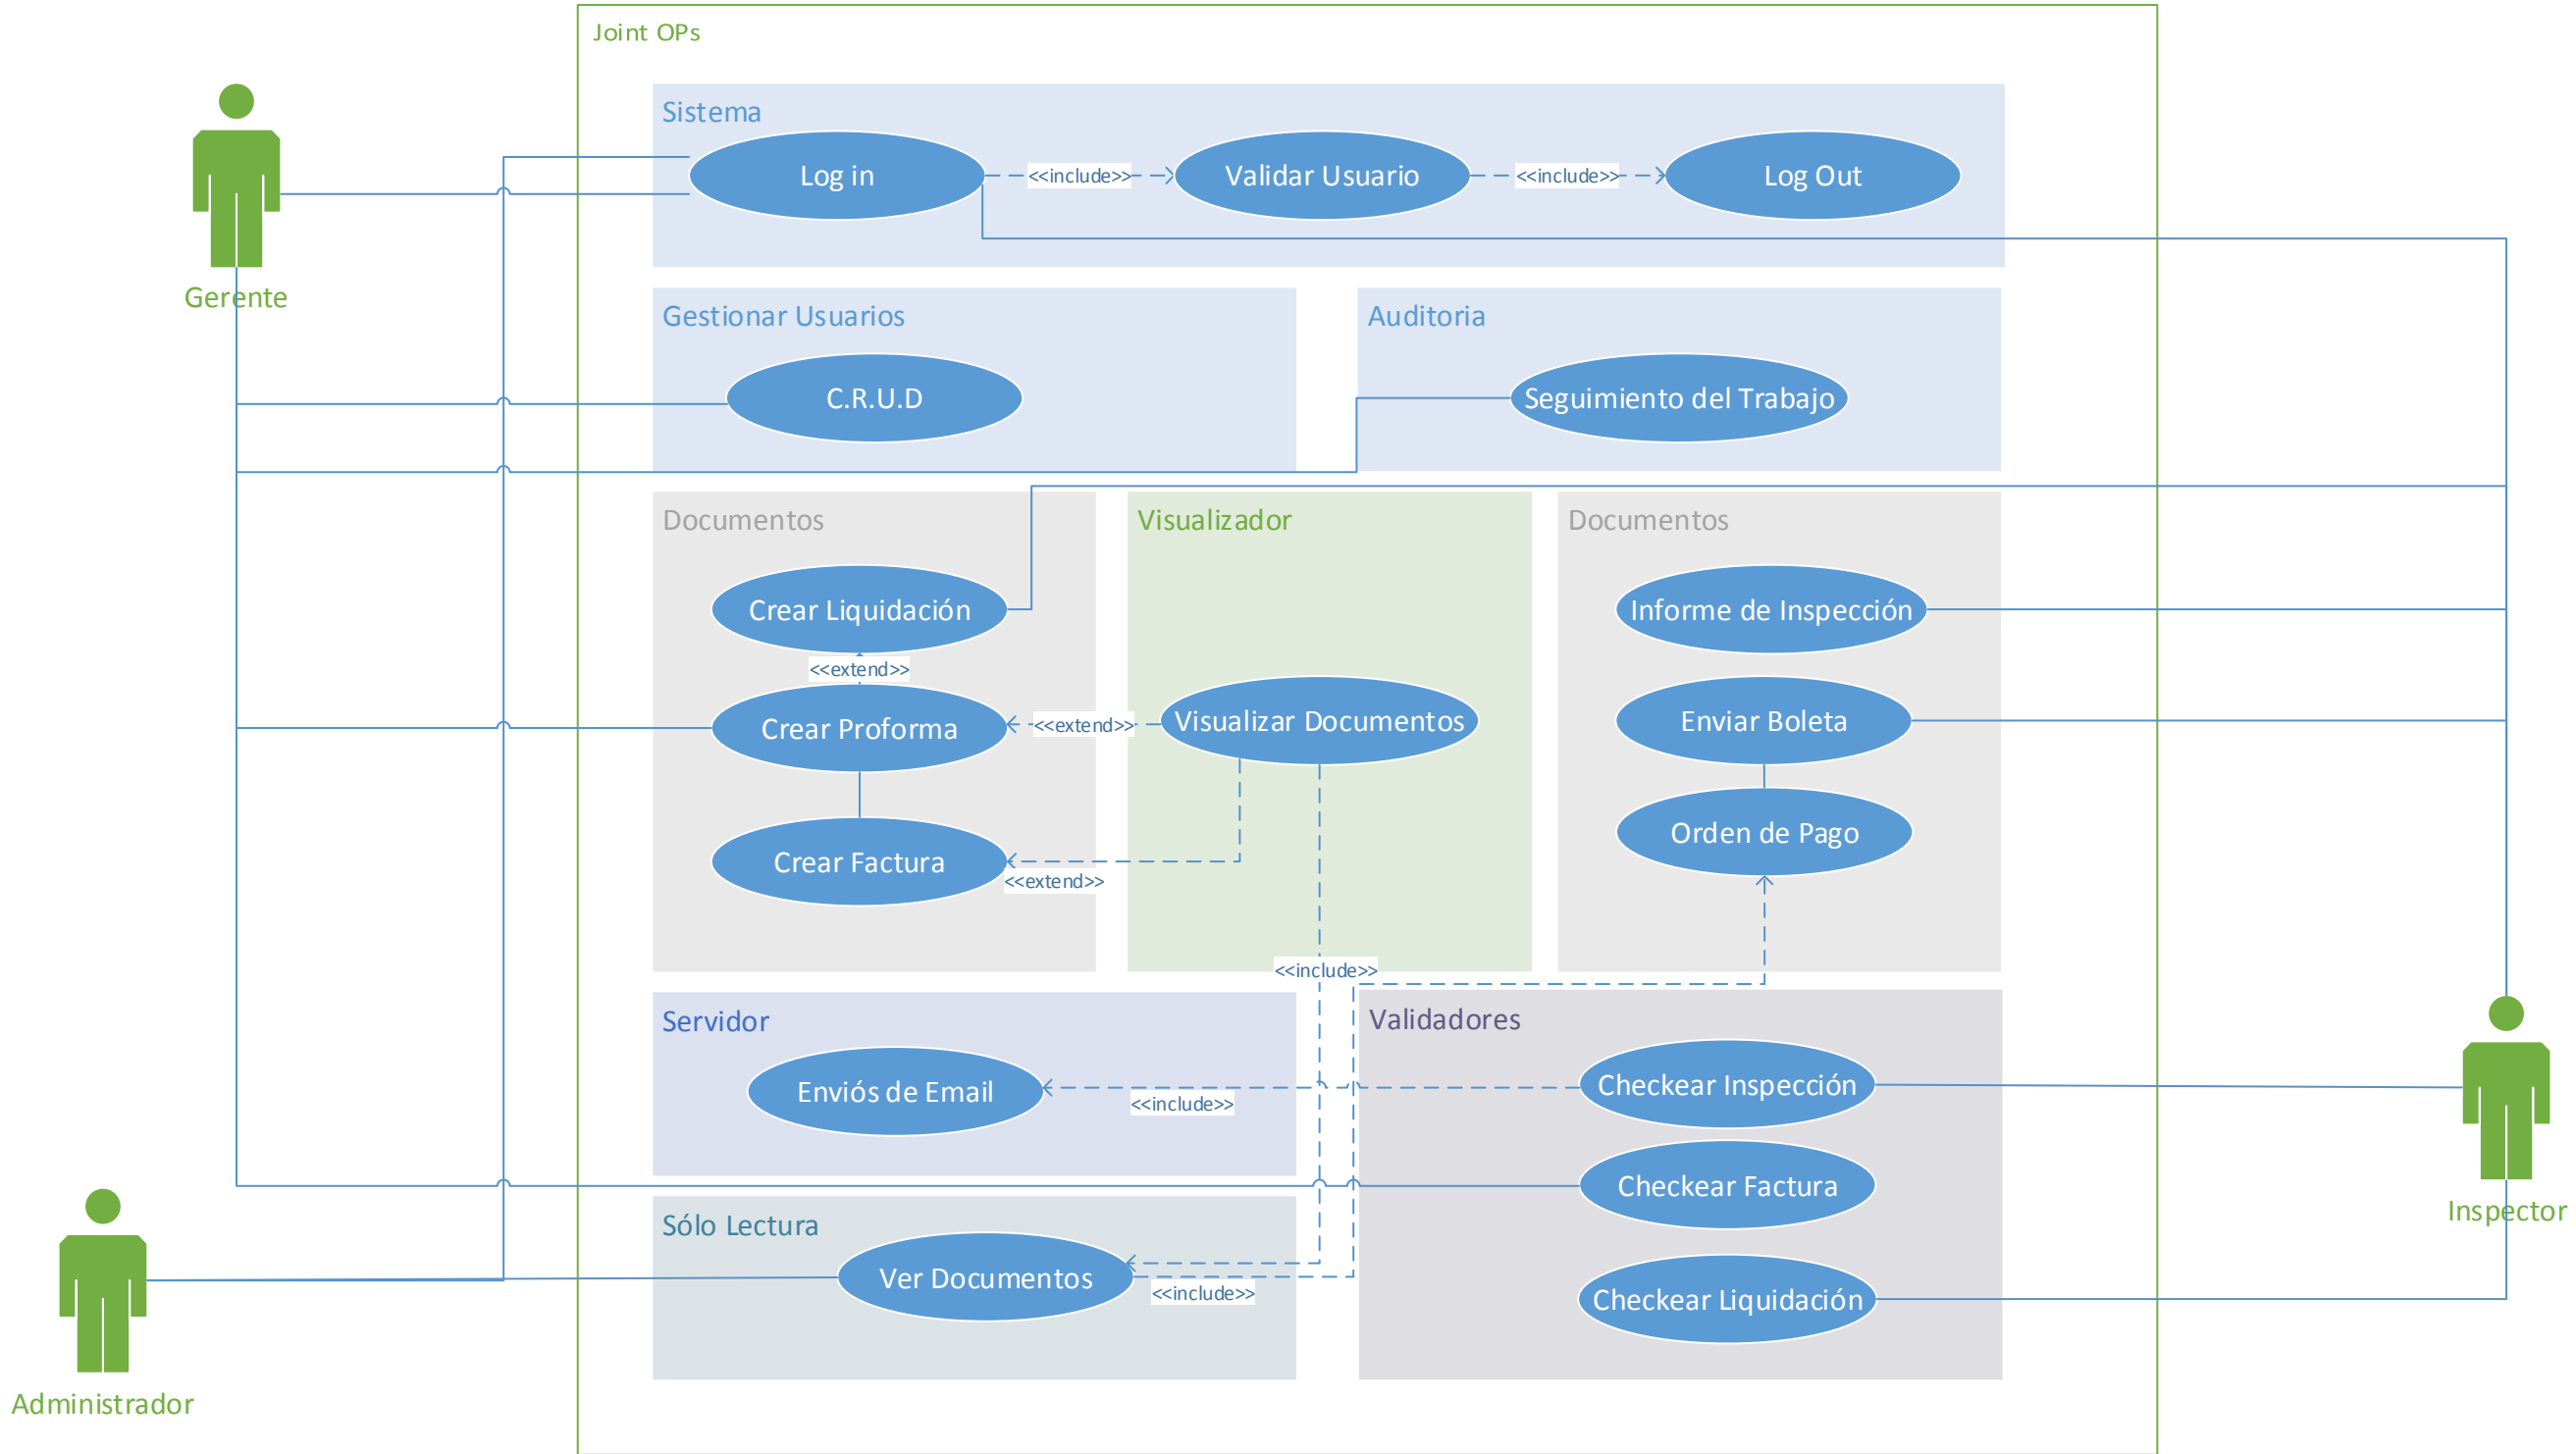 Joint OPs
Sistema
Log in
<<include>>
Validar Usuario
<<include>>
Log Out
Gerente
Gestionar Usuarios
C.R.U.D
Auditoria
Seguimiento del Trabajo
Documentos
Crear Liquidación
<<extend>>
Crear Proforma
<<extend>>
Crear Factura
<<extend>>
Visualizador
Visualizar Documentos
<<include>>
Documentos
Informe de Inspección
Enviar Boleta
Orden de Pago
Servidor
Enviós de Email
<<include>>
Validadores
Checkear Inspección
Checkear Factura
Checkear Liquidación
Sólo Lectura
Ver Documentos
<<include>>
Inspector
Administrador